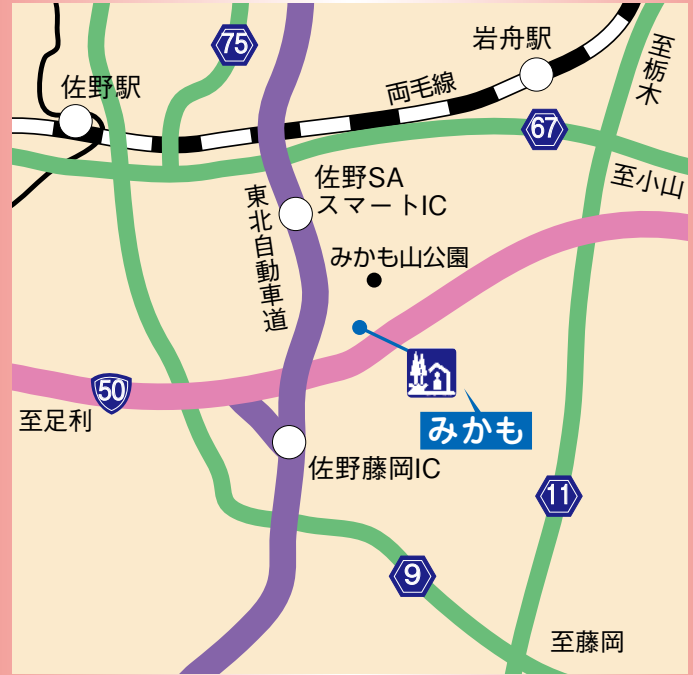 75
岩舟駅
至栃木
佐野駅
両毛線
67
至小山
佐野SA
スマートIC
東北自動車道
みかも山公園
50
至足利
みかも
佐野藤岡IC
11
9
至藤岡